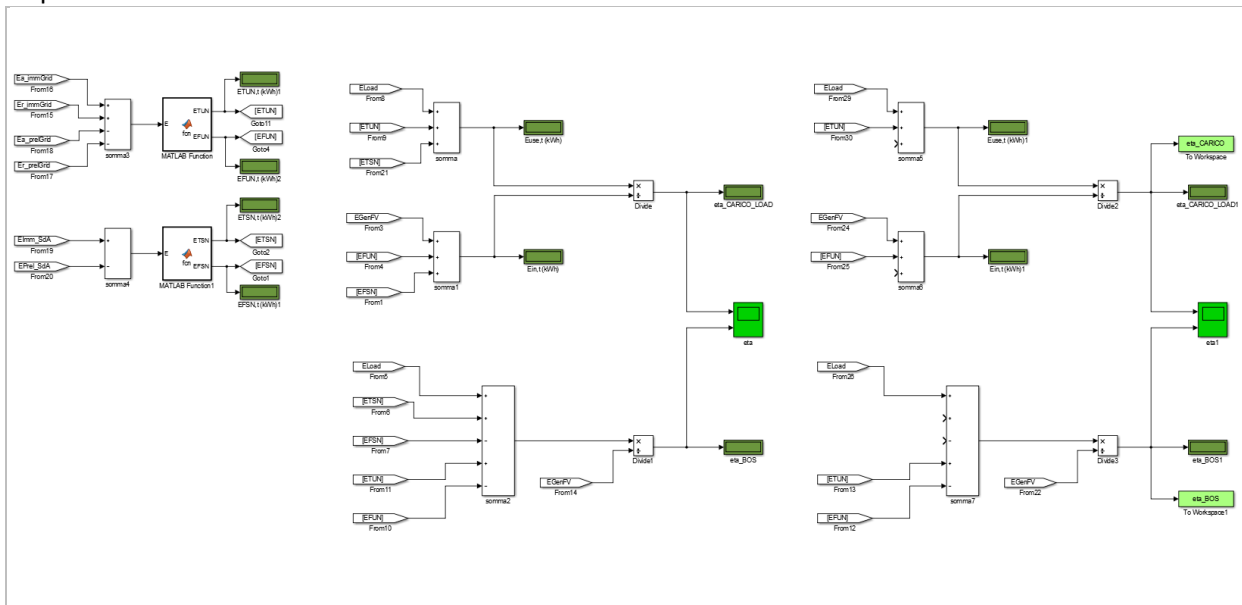 Ea_immGrid
From16
Er_immGrid
From15
Ea_prelGrid
From18
Er_prelGrid
From17
somma3
E
fcn
ETUN
EFUN
MATLAB Function
ETUN,t (kWh)1
[ETUN]
Goto11
[EFUN]
Goto4
EFUN,t (kWh)2
EImm_SdA
From19
EPrel_SdA
From20
somma4
E
fcn
ETSN
EFSN
MATLAB Function1
ETSN,t (kWh)2
[ETSN]
Goto2
[EFSN]
Goto1
EFSN,t (kWh)1
ELoad
From8
[ETUN]
From9
[ETSN]
From21
somma
Euse,t (kWh)
EGenFV
From3
[EFUN]
From4
[EFSN]
From1
somma1
Ein,t (kWh)
Divide
eta_CARICO_LOAD
eta
ELoad
From5
[ETSN]
From6
[EFSN]
From7
[ETUN]
From11
[EFUN]
From10
somma2
EGenFV
From14
Divide1
eta_BOS
ELoad
From29
[ETUN]
From30
somma5
Euse,t (kWh)1
EGenFV
From24
[EFUN]
From25
somma6
Ein,t (kWh)1
Divide2
eta_CARICO
To Workspace
eta_CARICO_LOAD1
eta1
ELoad
From26
[ETUN]
From13
[EFUN]
From12
somma7
EGenFV
From22
Divide3
eta_BOS1
eta_BOS
To Workspace1